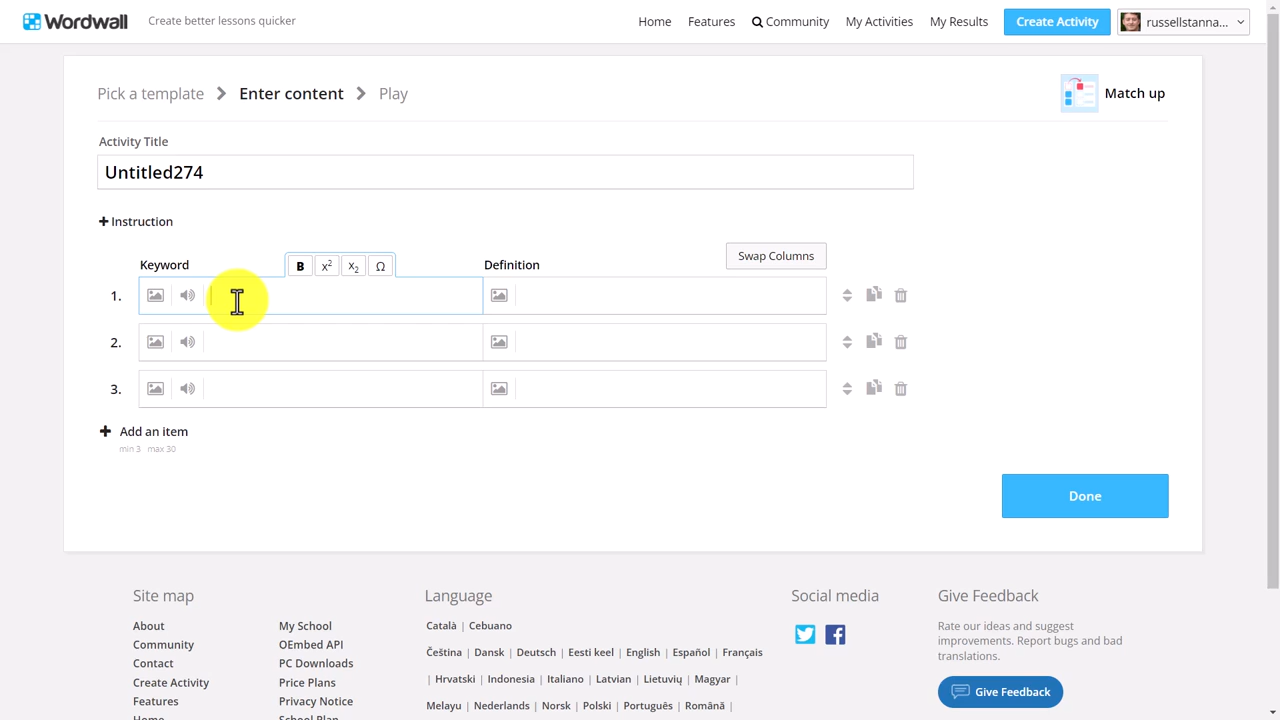 Wordwall
Create better lessons quicker
Home Features Community My Activities My Results Create Activity russellstanna...
Pick a template Enter content Play
Match up
Activity Title
Untitled274
+ Instruction
Keyword B x² x₂ Ω Definition Swap Columns
1.
2.
3.
+ Add an item
min 3 max 30
Done
Site map Language Social media Give Feedback
About My School Català | Cebuano Rate our ideas and suggest
Community OEmbed API improvements. Report bugs and bad
Čeština | Dansk | Deutsch | Eesti keel | English | Español | Français translations.
Contact PC Downloads
Create Activity Price Plans | Hrvatski | Indonesia | Italiano | Latvian | Lietuvių | Magyar |
Give Feedback
Features Privacy Notice Melayu | Nederlands | Norsk | Polski | Português | Română |
Home School Plan